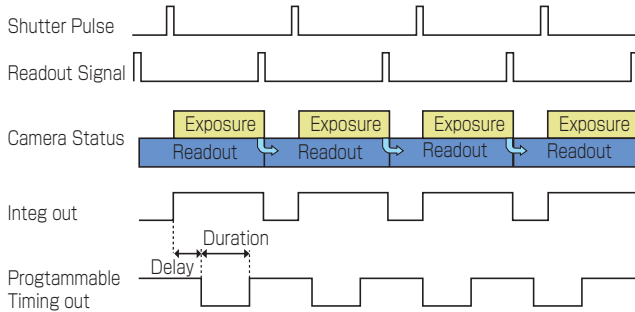 Shutter Pulse
Readout Signal
Camera Status
Exposure Exposure Exposure Exposure
Readout Readout Readout Readout
Integ out
Duration
Delay
Progtammable
Timing out